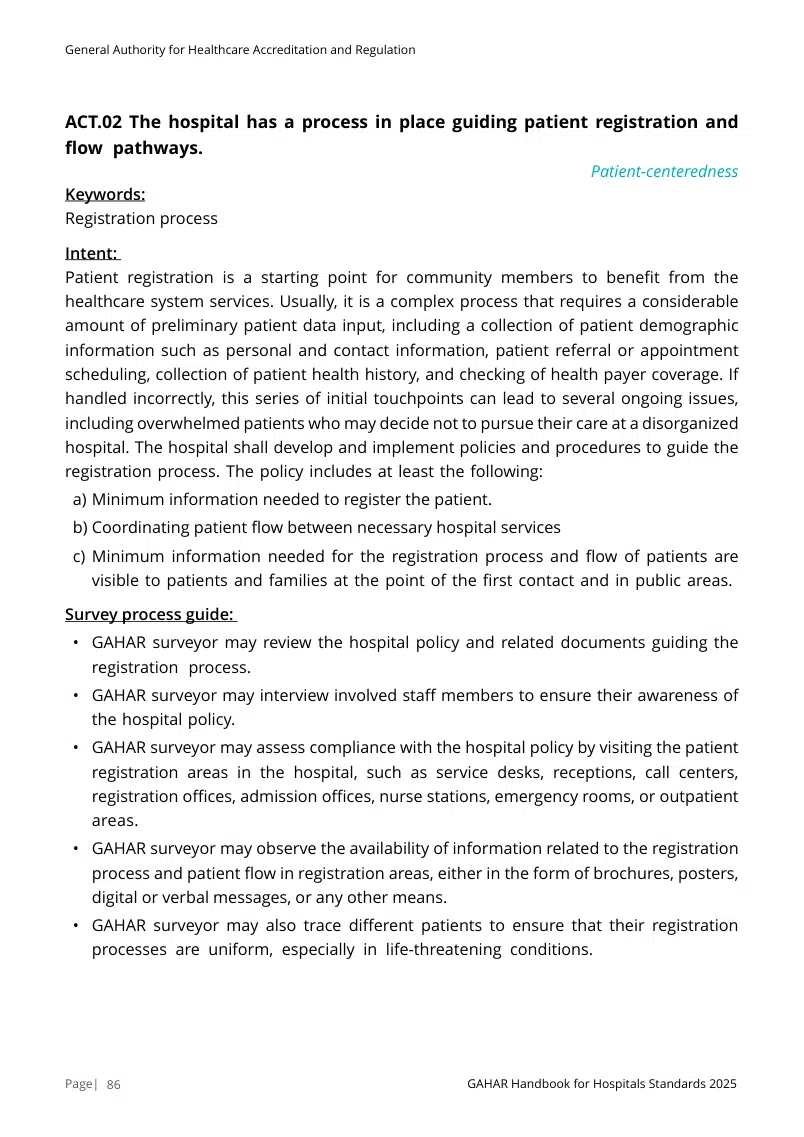 General Authority for Healthcare Accreditation and Regulation
ACT.02 The hospital has a process in place guiding patient registration and
flow pathways.
Patient-centeredness
Keywords:
Registration process
Intent:
Patient registration is a starting point for community members to benefit from the
healthcare system services. Usually, it is a complex process that requires a considerable
amount of preliminary patient data input, including a collection of patient demographic
information such as personal and contact information, patient referral or appointment
scheduling, collection of patient health history, and checking of health payer coverage. If
handled incorrectly, this series of initial touchpoints can lead to several ongoing issues,
including overwhelmed patients who may decide not to pursue their care at a disorganized
hospital. The hospital shall develop and implement policies and procedures to guide the
registration process. The policy includes at least the following:
a) Minimum information needed to register the patient.
b) Coordinating patient flow between necessary hospital services
c) Minimum information needed for the registration process and flow of patients are
visible to patients and families at the point of the first contact and in public areas.
Survey process guide:
• GAHAR surveyor may review the hospital policy and related documents guiding the
registration process.
• GAHAR surveyor may interview involved staff members to ensure their awareness of
the hospital policy.
• GAHAR surveyor may assess compliance with the hospital policy by visiting the patient
registration areas in the hospital, such as service desks, receptions, call centers,
registration offices, admission offices, nurse stations, emergency rooms, or outpatient
areas.
• GAHAR surveyor may observe the availability of information related to the registration
process and patient flow in registration areas, either in the form of brochures, posters,
digital or verbal messages, or any other means.
• GAHAR surveyor may also trace different patients to ensure that their registration
processes are uniform, especially in life-threatening conditions.
Page| 86
GAHAR Handbook for Hospitals Standards 2025